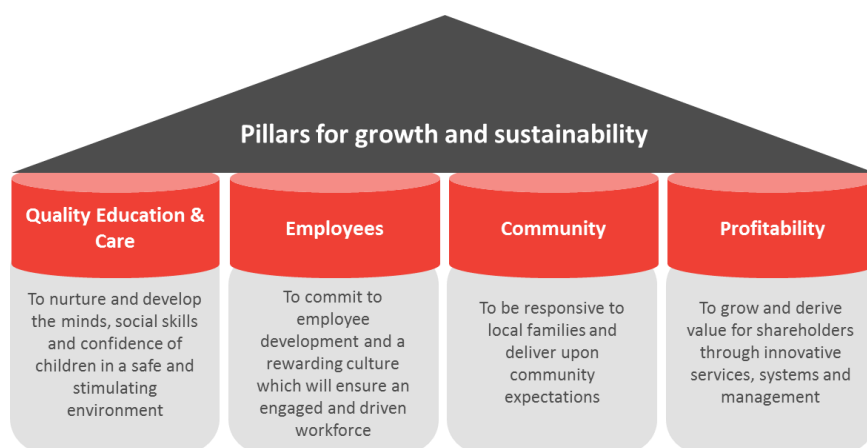 Pillars for growth and sustainability
Quality Education &
Care
To nurture and develop
the minds, social skills
and confidence of
children in a safe and
stimulating
environment
Employees
To commit to
employee
development and a
rewarding culture
which will ensure an
engaged and driven
workforce
Community
To be responsive to
local families and
deliver upon
community
expectations
Profitability
To grow and derive
value for shareholders
through innovative
services, systems and
management